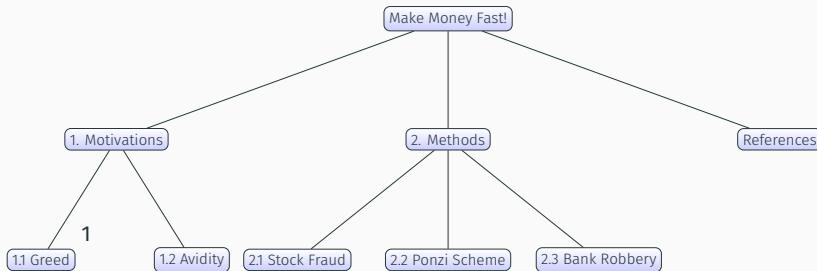 Make Money Fast!
1. Motivations
2. Methods
References
1
1.1 Greed
1.2 Avidity
2.1 Stock Fraud
2.2 Ponzi Scheme
2.3 Bank Robbery